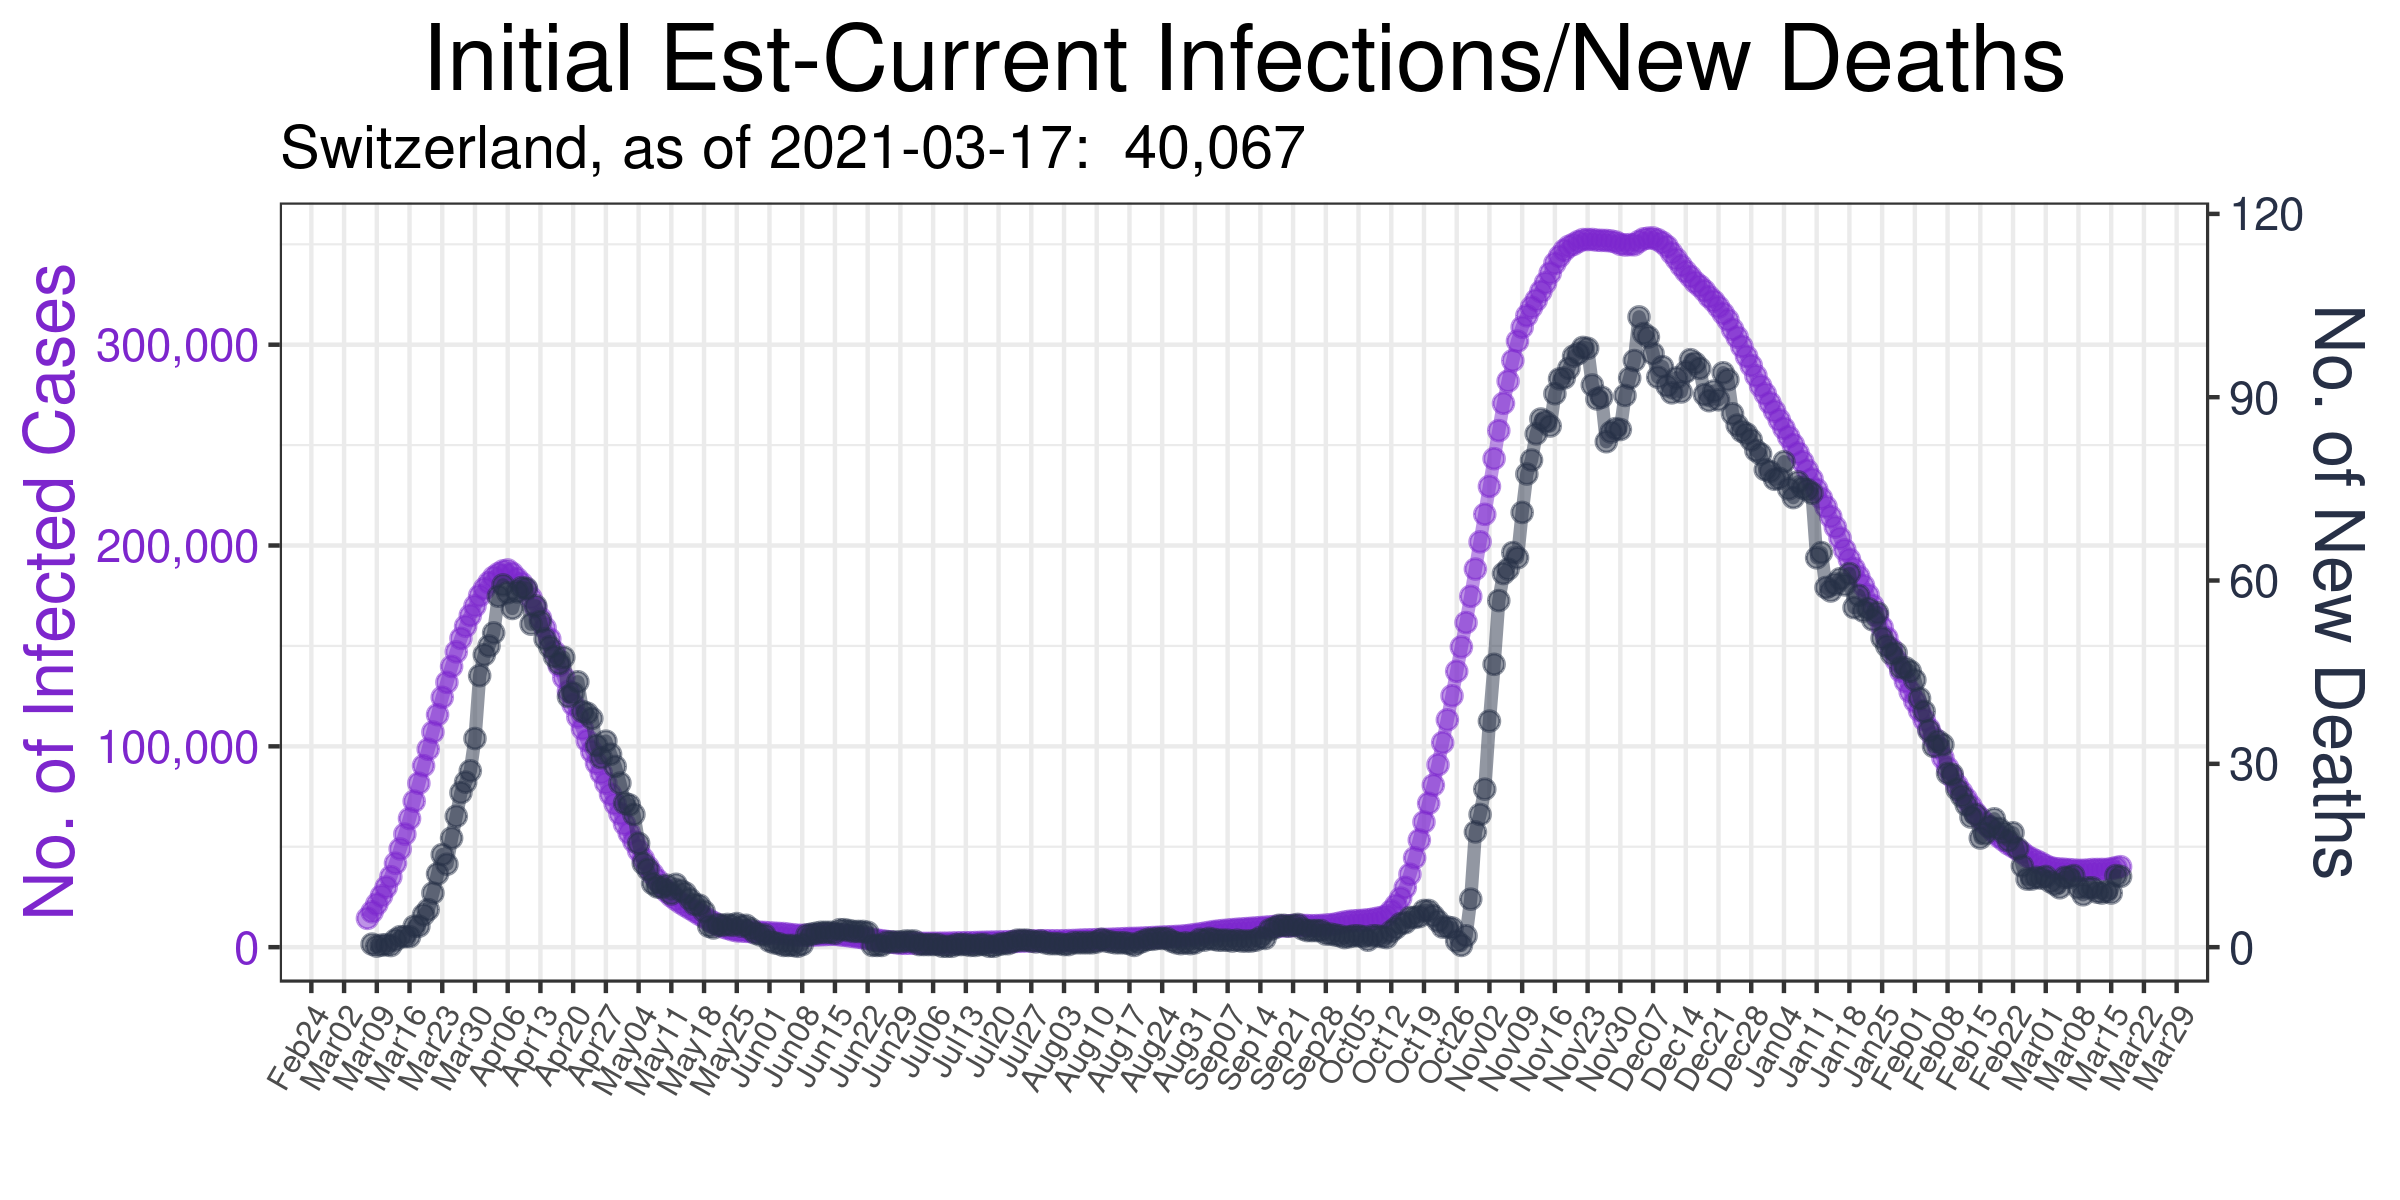 Initial Est-Current Infections/New Deaths
Switzerland, as of 2021-03-17:  40,067
No. of Infected Cases
300,000
200,000
100,000
0
120
90
60
30
0
No. of New Deaths
Feb24
Mar02
Mar09
Mar16
Mar23
Mar30
Apr06
Apr13
Apr20
Apr27
May04
May11
May18
May25
Jun01
Jun08
Jun15
Jun22
Jun29
Jul06
Jul13
Jul20
Jul27
Aug03
Aug10
Aug17
Aug24
Aug31
Sep07
Sep14
Sep21
Sep28
Oct05
Oct12
Oct19
Oct26
Nov02
Nov09
Nov16
Nov23
Nov30
Dec07
Dec14
Dec21
Dec28
Jan04
Jan11
Jan18
Jan25
Feb01
Feb08
Feb15
Feb22
Mar01
Mar08
Mar15
Mar22
Mar29